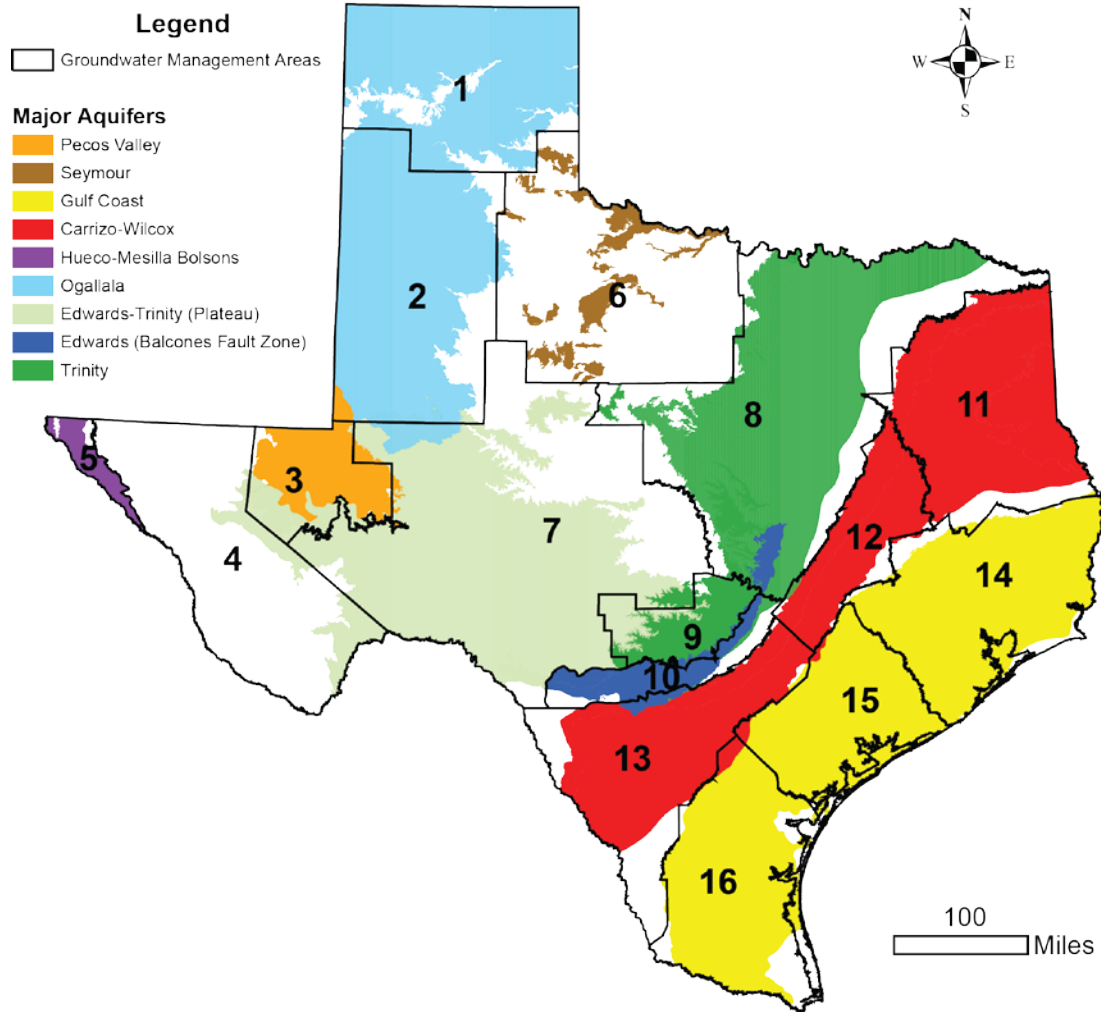 Legend
Groundwater Management Areas
Major Aquifers
Pecos Valley
Seymour
Gulf Coast
Carrizo-Wilcox
Hueco-Mesilla Bolsons
Ogallala
Edwards-Trinity (Plateau)
Edwards (Balcones Fault Zone)
Trinity
N
W E
S
1
2
6
8
11
5
3
7
12
4
14
9
10
15
13
16
100
Miles